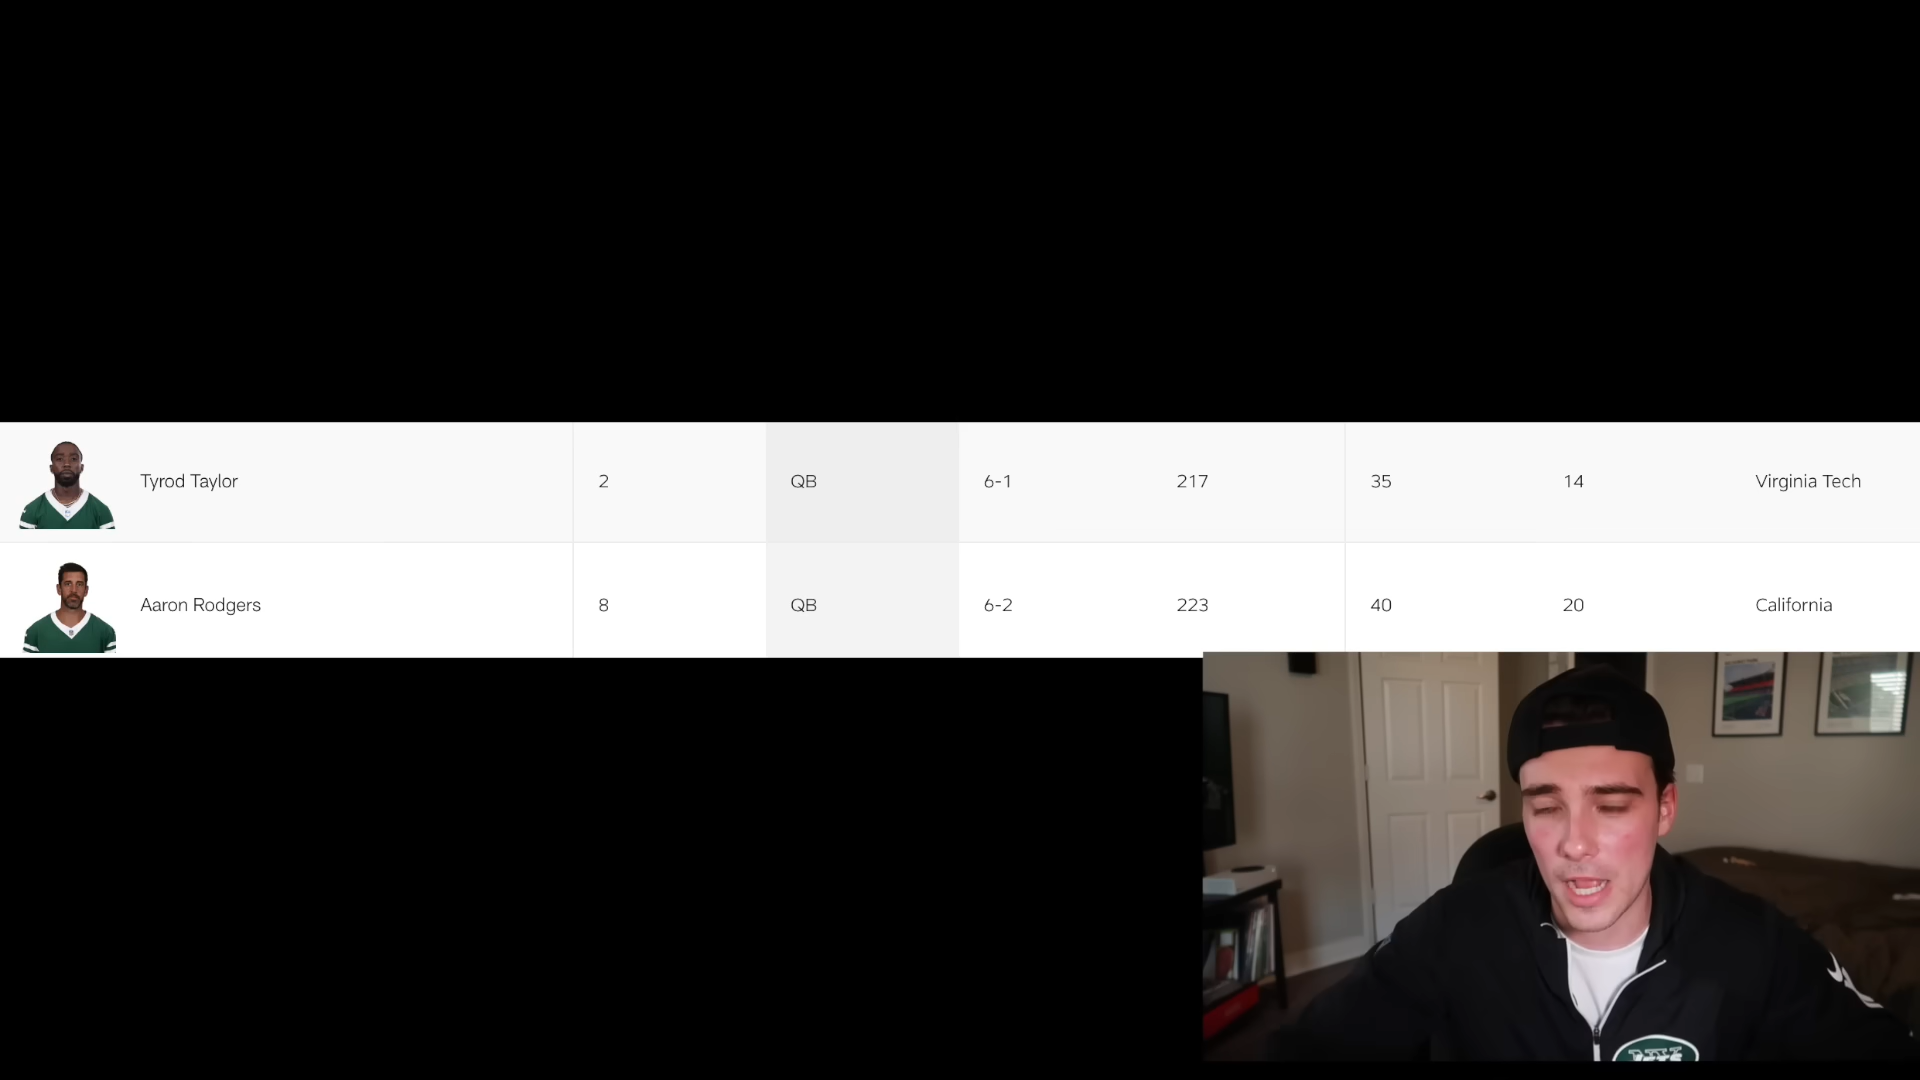 Tyrod Taylor 2 QB 6-1 217 35 14 Virginia Tech
Aaron Rodgers 8 QB 6-2 223 40 20 California
JETS